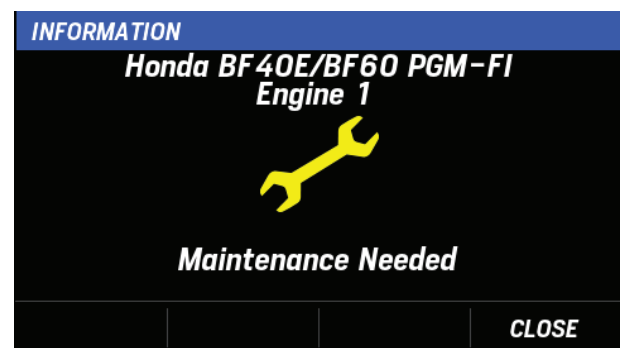 INFORMATION
Honda BF40E/BF60 PGM-FI
Engine 1
Maintenance Needed
CLOSE